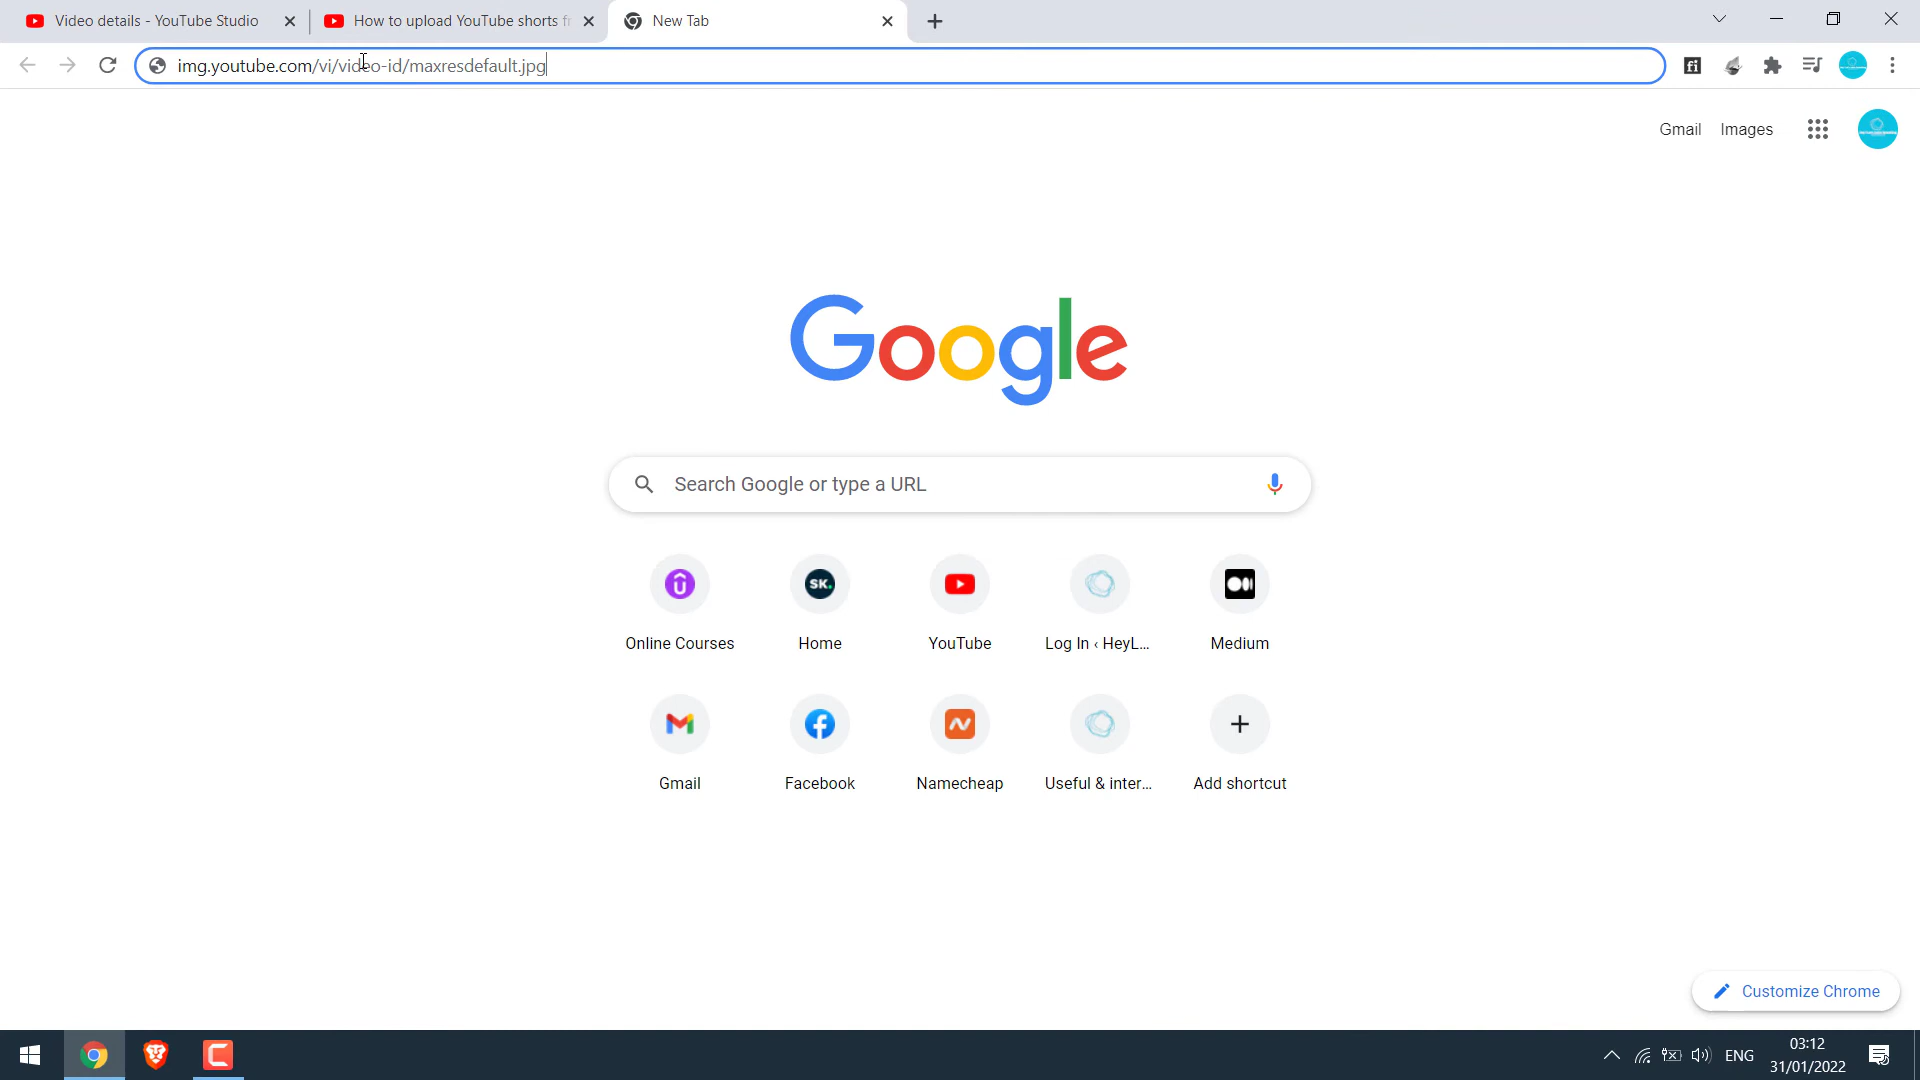 Video details - YouTube Studio
How to upload YouTube shorts f
New Tab
img.youtube.com/vi/video-id/maxresdefault.jpg
fi
Gmail
Images
Google
Search Google or type a URL
SK.
Online Courses
Home
YouTube
Log In ‹ HeyL...
Medium
Gmail
Facebook
Namecheap
Useful & inter...
Add shortcut
Customize Chrome
ENG
03:12
31/01/2022